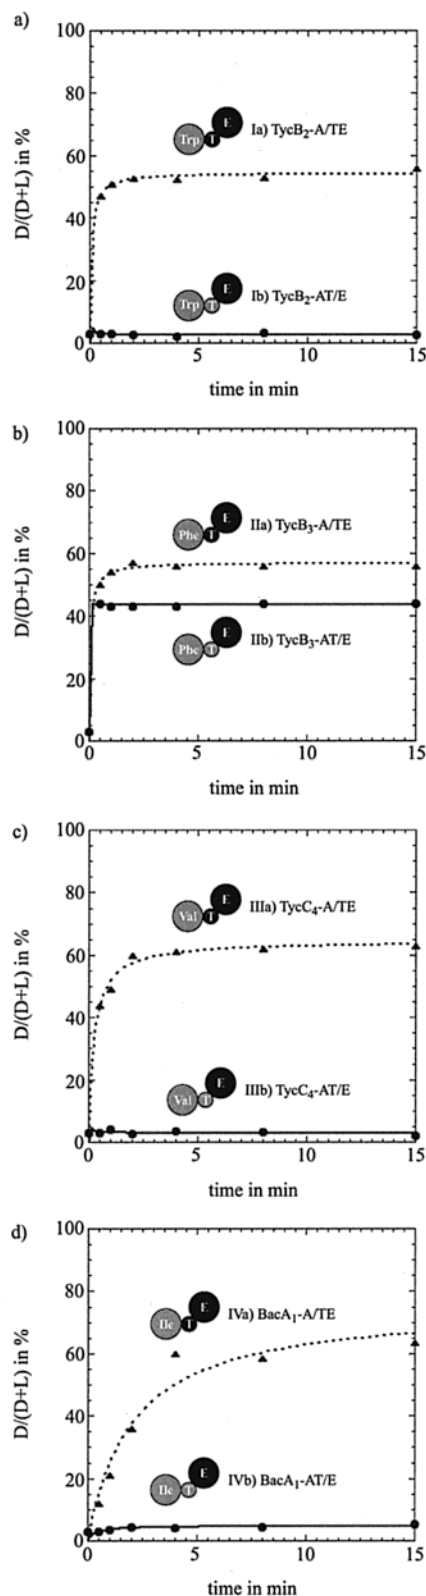 a)
100
80
60
40
20
0
D/(D+L) in %
E
Trp T
Ia) TycB2-A/TE
E
Trp T
Ib) TycB2-AT/E
0 5 10 15
time in min
b)
100
80
60
40
20
0
D/(D+L) in %
E
Phe T
IIa) TycB3-A/TE
E
Phe T
IIb) TycB3-AT/E
0 5 10 15
time in min
c)
100
80
60
40
20
0
D/(D+L) in %
E
Val T
IIIa) TycC4-A/TE
E
Val T
IIIb) TycC4-AT/E
0 5 10 15
time in min
d)
100
80
60
40
20
0
D/(D+L) in %
E
Ile T
IVa) BacA1-A/TE
E
Ile T
IVb) BacA1-AT/E
0 5 10 15
time in min